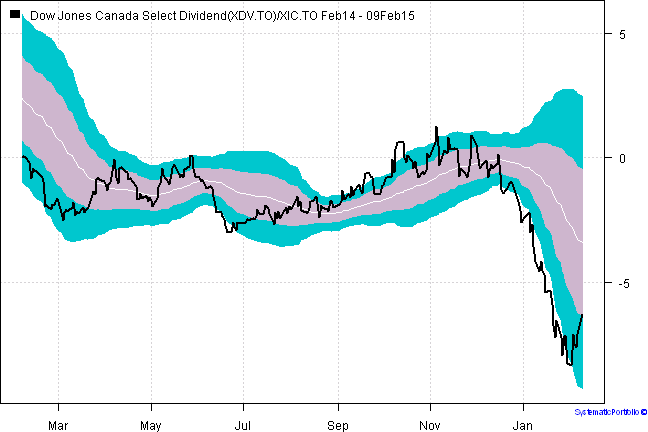 Dow Jones Canada Select Dividend(XDV.TO)/XIC.TO Feb14 - 09Feb15
5
0
-5
Mar May Jul Sep Nov Jan
SystematicPortfolio ©